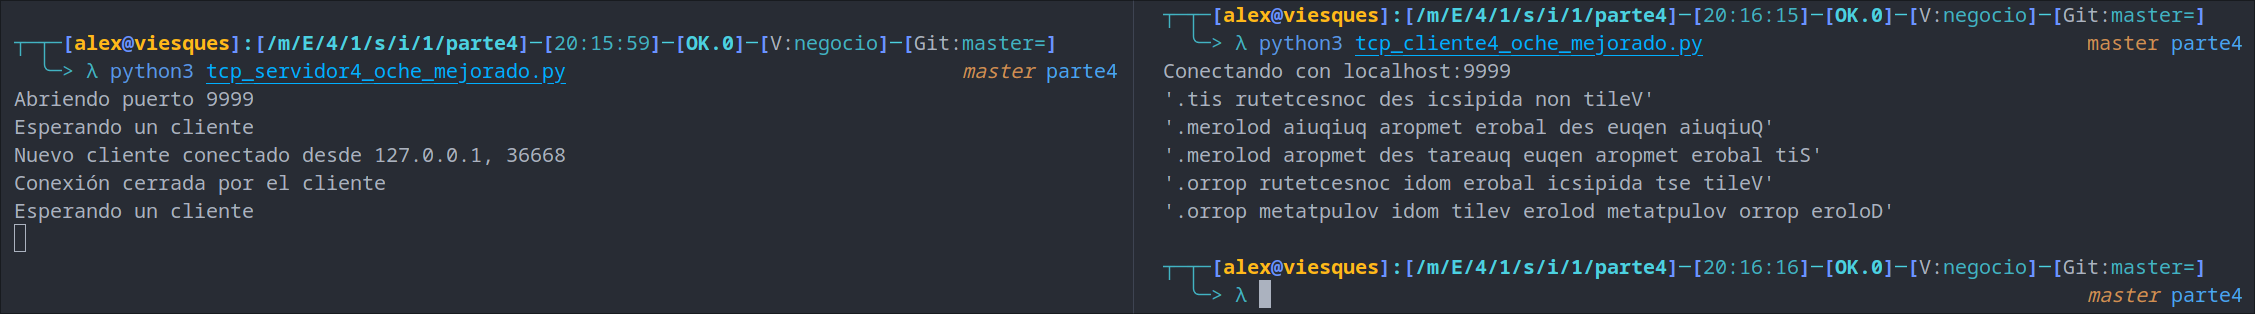 [alex@viesques]:[/m/E/4/1/s/i/1/parte4]-[20:15:59]-[OK.0]-[V:negocio]-[Git:master=]
> λ python3 tcp_servidor4_oche_mejorado.py master parte4
Abriendo puerto 9999
Esperando un cliente
Nuevo cliente conectado desde 127.0.0.1, 36668
Conexión cerrada por el cliente
Esperando un cliente
[alex@viesques]:[/m/E/4/1/s/i/1/parte4]-[20:16:15]-[OK.0]-[V:negocio]-[Git:master=]
> λ python3 tcp_cliente4_oche_mejorado.py master parte4
Conectando con localhost:9999
'.tis rutetcesnoc des icsipida non tileV'
'.merolod aiuqiuq aropmet erobal des euqen aiuqiuQ'
'.merolod aropmet des tareauq euqen aropmet erobal tiS'
'.orrop rutetcesnoc idom erobal icsipida tse tileV'
'.orrop metatpulov idom tilev erolod metatpulov orrop eroloD'
[alex@viesques]:[/m/E/4/1/s/i/1/parte4]-[20:16:16]-[OK.0]-[V:negocio]-[Git:master=]
> λ master parte4